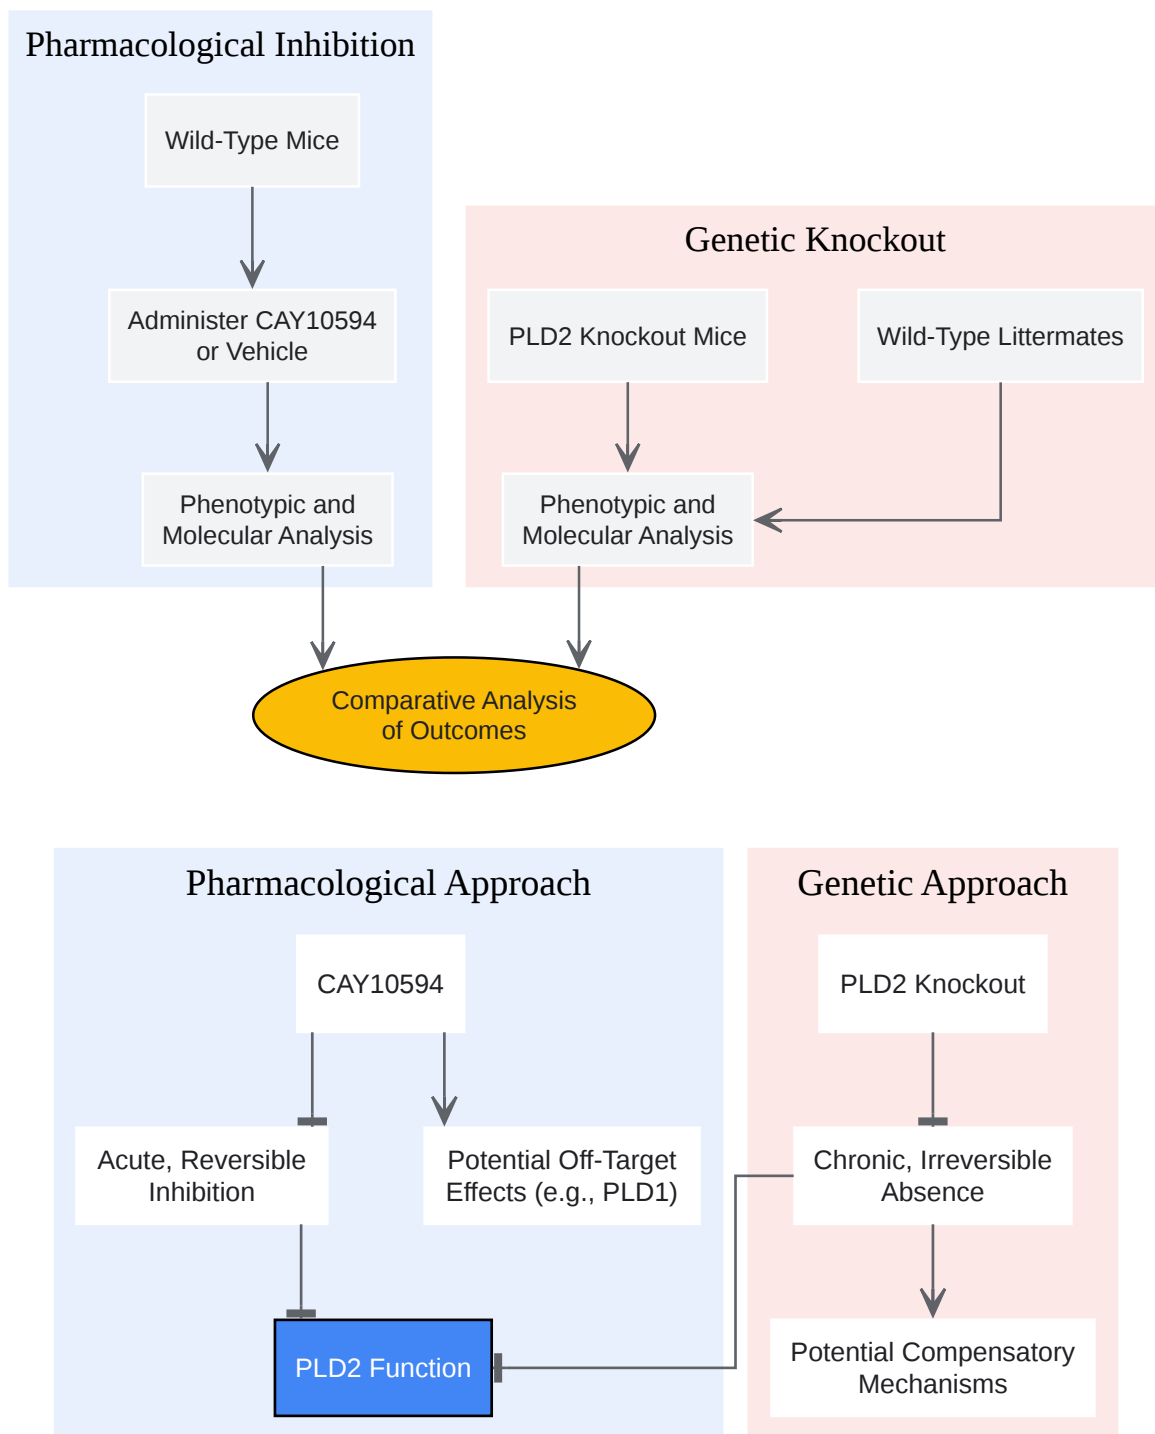 Pharmacological Inhibition
Wild-Type Mice
Administer CAY10594
or Vehicle
Phenotypic and
Molecular Analysis
Genetic Knockout
PLD2 Knockout Mice
Wild-Type Littermates
Phenotypic and
Molecular Analysis
Comparative Analysis
of Outcomes
Pharmacological Approach
CAY10594
Acute, Reversible
Inhibition
Potential Off-Target
Effects (e.g., PLD1)
PLD2 Function
Genetic Approach
PLD2 Knockout
Chronic, Irreversible
Absence
Potential Compensatory
Mechanisms